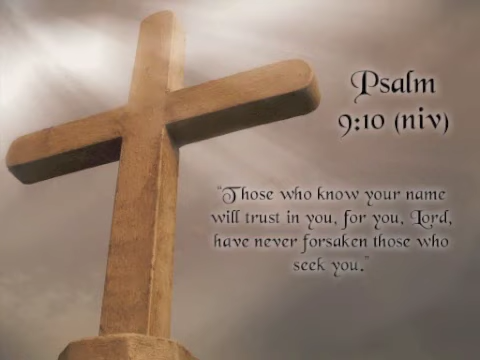 Psalm
9:10 (niv)
"Those who know your name
will trust in you, for you, Lord,
have never forsaken those who
seek you."